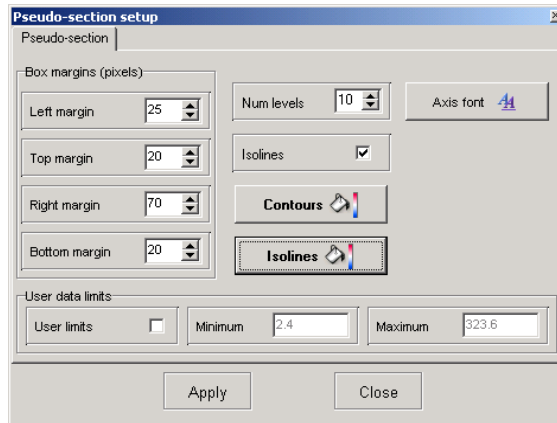 Pseudo-section setup
Pseudo-section
Box margins (pixels)
Left margin 25
Top margin 20
Right margin 70
Bottom margin 20
Num levels 10
Isolines
Contours
Isolines
Axis font
User data limits
User limits
Minimum 2.4
Maximum 323.6
Apply
Close